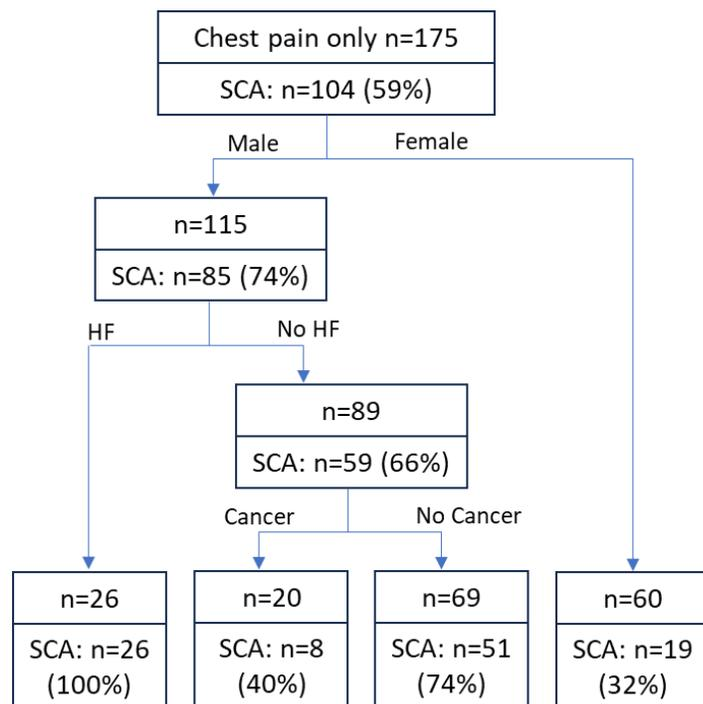 Chest pain only n=175
SCA: n=104 (59%)
Male
Female
n=115
SCA: n=85 (74%)
HF
No HF
n=89
SCA: n=59 (66%)
Cancer
No Cancer
n=26
SCA: n=26
(100%)
n=20
SCA: n=8
(40%)
n=69
SCA: n=51
(74%)
n=60
SCA: n=19
(32%)